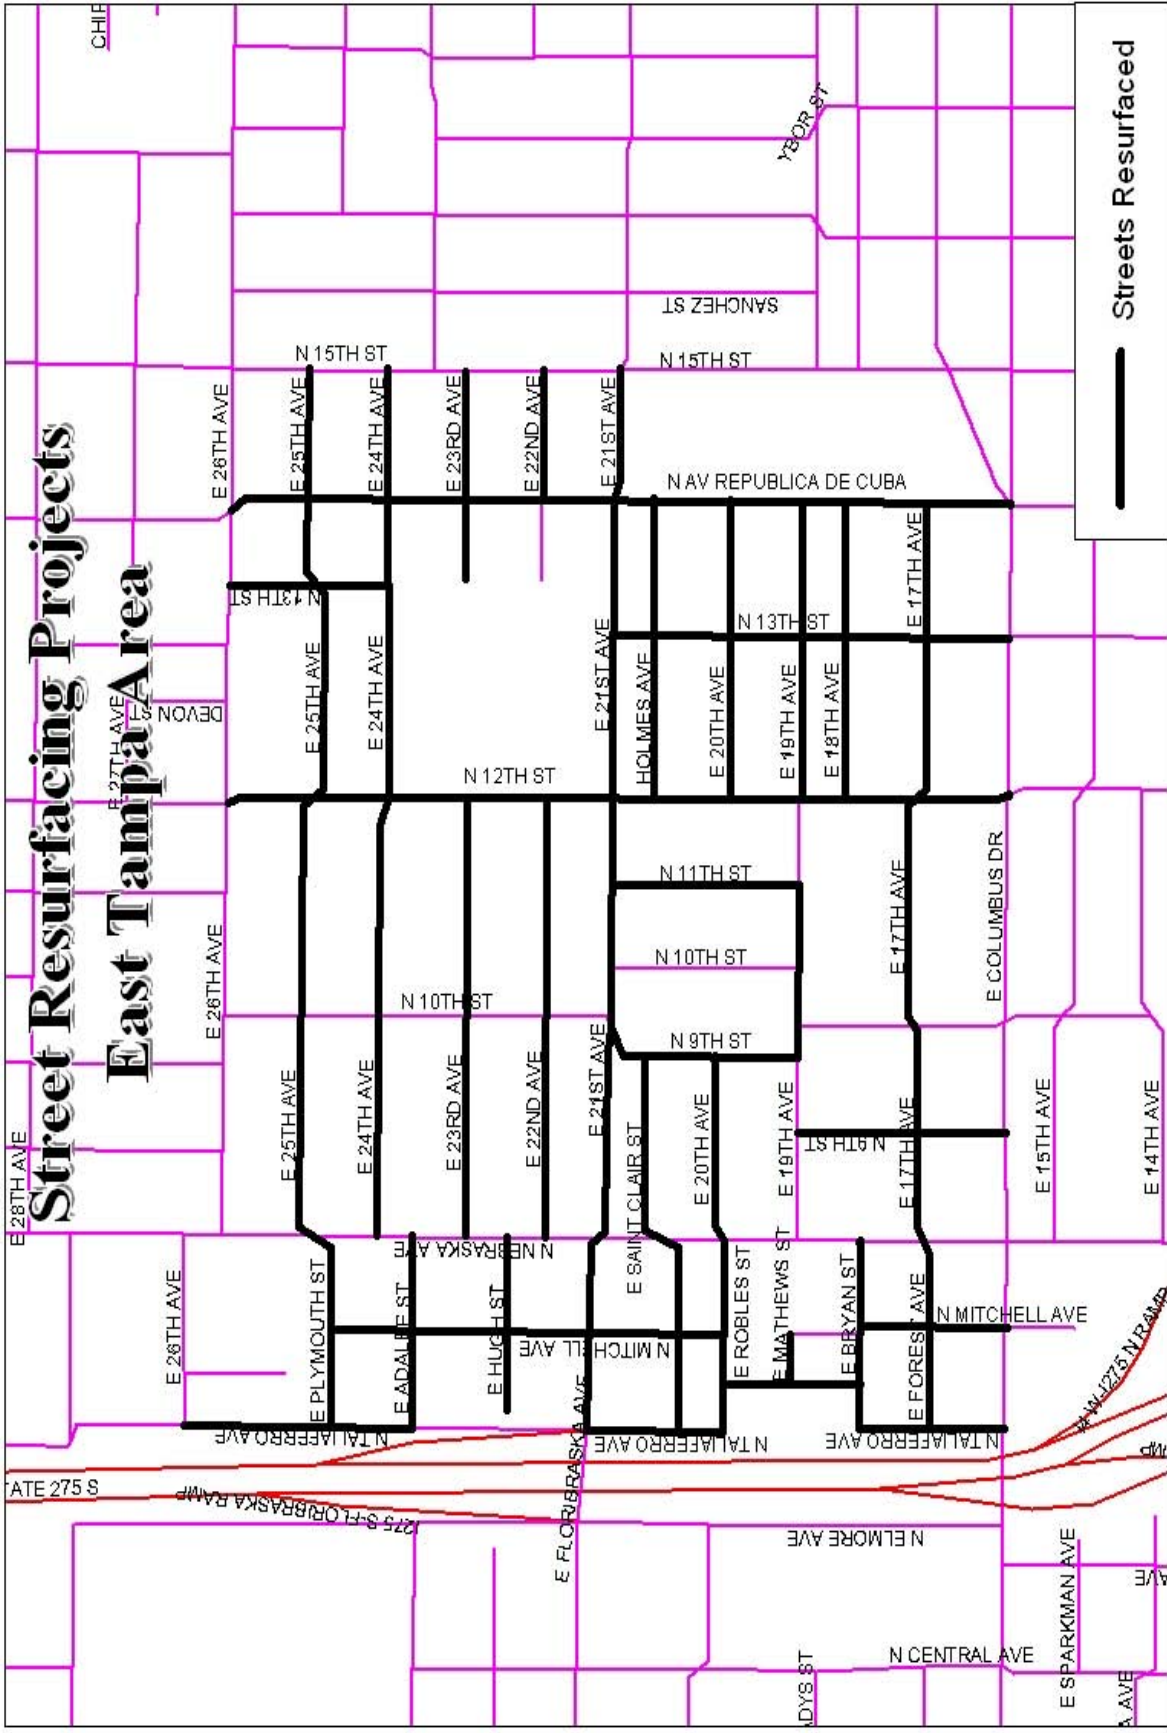 Street Resurfacing Projects
East Tampa Area
Streets Resurfaced
E 28TH AVE
E 27TH AVE
DEVON ST
E 26TH AVE
E 26TH AVE
E 26TH AVE
N 15TH ST
N 15TH ST
SANCHEZ ST
YBOR ST
E 25TH AVE
E 24TH AVE
E 23RD AVE
E 22ND AVE
E 21ST AVE
N AV REPUBLICA DE CUBA
N 13TH ST
N 13TH ST
E 25TH AVE
E 24TH AVE
E 21ST AVE
HOLMES AVE
E 20TH AVE
E 19TH AVE
E 18TH AVE
E 17TH AVE
N 12TH ST
N 11TH ST
N 10TH ST
N 10TH ST
N 9TH ST
N 9TH ST
E 17TH AVE
E COLUMBUS DR
E 25TH AVE
E 24TH AVE
E 23RD AVE
E 22ND AVE
E 21ST AVE
E SAINT CLAIR ST
E 20TH AVE
E 19TH AVE
E 17TH AVE
E 15TH AVE
E 14TH AVE
N NEBRASKA AVE
E PLYMOUTH ST
E ADALEE ST
E HUGH ST
N MITCHELL AVE
E ROBLES ST
E MATHEWS ST
E BRYAN ST
E FOREST AVE
N MITCHELL AVE
N TALIAFERRO AVE
N TALIAFERRO AVE
N TALIAFERRO AVE
E FLORIBRASKA AVE
I275 S-FLORIBRASKA RAMP
ATE 275 S
N ELMORE AVE
N CENTRAL AVE
E SPARKMAN AVE
ADYS ST
A AVE